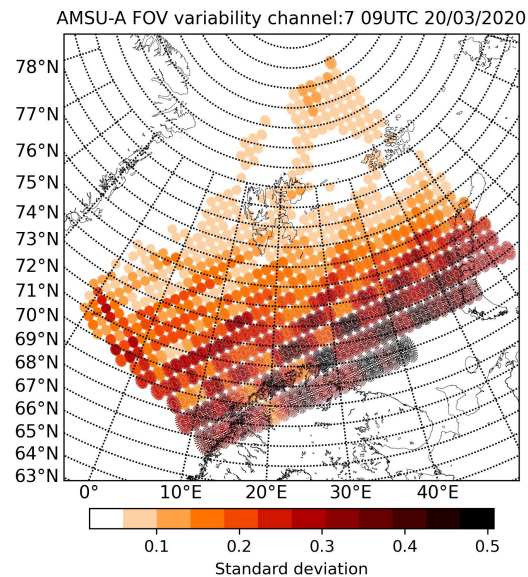 AMSU-A FOV variability channel:7 09UTC 20/03/2020
78°N
77°N
76°N
75°N
74°N
73°N
72°N
71°N
70°N
69°N
68°N
67°N
66°N
65°N
64°N
63°N
0° 10°E 20°E 30°E 40°E
0.1 0.2 0.3 0.4 0.5
Standard deviation